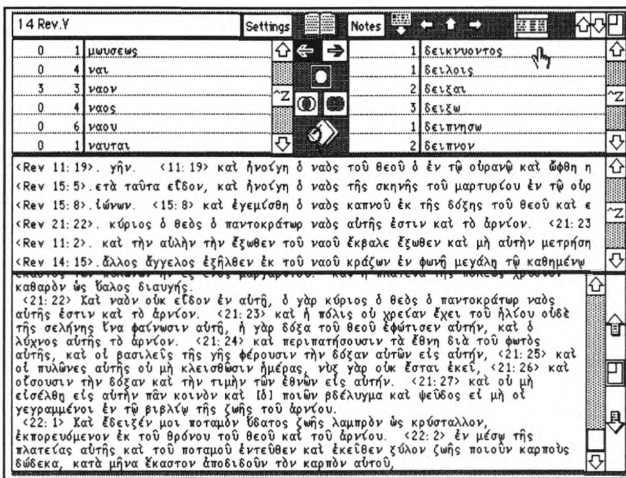 14 Rev.Y Settings Notes
0 1 μωυσεως
0 4 ναι
3 3 ναον
0 4 ναος
0 6 ναου
0 1 ναυται
^Z
1 δεικνυοντος
1 δειλοις
2 δειξαι
3 δειξω
1 δειπνησω
2 δειπνον
^Z
<Rev 11:19>. γῆν. <11:19> καὶ ἠνοίγη ὁ ναὸς τοῦ θεοῦ ὁ ἐν τῷ οὐρανῷ καὶ ὤφθη η
<Rev 15:5>.ετὰ ταῦτα εἶδον, καὶ ἠνοίγη ὁ ναὸς τῆς σκηνῆς τοῦ μαρτυρίου ἐν τῷ οὐρ
<Rev 15:8>.ἰώνων. <15:8> καὶ ἐγεμίσθη ὁ ναὸς καπνοῦ ἐκ τῆς δόξης τοῦ θεοῦ καὶ ε
<Rev 21:22>. κύριος ὁ θεὸς ὁ παντοκράτωρ ναὸς αὐτῆς ἐστιν καὶ τὸ ἀρνίον. <21:23
<Rev 11:2>. καὶ τὴν αὐλὴν τὴν ἔξωθεν τοῦ ναοῦ ἔκβαλε ἔξωθεν καὶ μὴ αὐτὴν μετρήση
<Rev 14:15>.ἄλλος ἄγγελος ἐξῆλθεν ἐκ τοῦ ναοῦ κράζων ἐν φωνῇ μεγάλῃ τῷ καθημένῳ
^Z
καθαρὸν ὡς ὕαλος διαυγής.
<21:22> Καὶ ναὸν οὐκ εἶδον ἐν αὐτῇ, ὁ γὰρ κύριος ὁ θεὸς ὁ παντοκράτωρ ναὸς
αὐτῆς ἐστιν καὶ τὸ ἀρνίον. <21:23> καὶ ἡ πόλις οὐ χρείαν ἔχει τοῦ ἡλίου οὐδὲ
τῆς σελήνης ἵνα φαίνωσιν αὐτῇ, ἡ γὰρ δόξα τοῦ θεοῦ ἐφώτισεν αὐτήν, καὶ ὁ
λύχνος αὐτῆς τὸ ἀρνίον. <21:24> καὶ περιπατήσουσιν τὰ ἔθνη διὰ τοῦ φωτὸς
αὐτῆς, καὶ οἱ βασιλεῖς τῆς γῆς φέρουσιν τὴν δόξαν αὐτῶν εἰς αὐτήν, <21:25> καὶ
οἱ πυλῶνες αὐτῆς οὐ μὴ κλεισθῶσιν ἡμέρας, νὺξ γὰρ οὐκ ἔσται ἐκεῖ, <21:26> καὶ
οἴσουσιν τὴν δόξαν καὶ τὴν τιμὴν τῶν ἐθνῶν εἰς αὐτήν. <21:27> καὶ οὐ μὴ
εἰσέλθῃ εἰς αὐτὴν πᾶν κοινὸν καὶ [ὁ] ποιῶν βδέλυγμα καὶ ψεῦδος εἰ μὴ οἱ
γεγραμμένοι ἐν τῷ βιβλίῳ τῆς ζωῆς τοῦ ἀρνίου.
<22:1> Καὶ ἔδειξέν μοι ποταμὸν ὕδατος ζωῆς λαμπρὸν ὡς κρύσταλλον,
ἐκπορευόμενον ἐκ τοῦ θρόνου τοῦ θεοῦ καὶ τοῦ ἀρνίου. <22:2> ἐν μέσῳ τῆς
πλατείας αὐτῆς καὶ τοῦ ποταμοῦ ἐντεῦθεν καὶ ἐκεῖθεν ξύλον ζωῆς ποιοῦν καρποὺς
δώδεκα, κατὰ μῆνα ἕκαστον ἀποδιδοῦν τὸν καρπὸν αὐτοῦ,